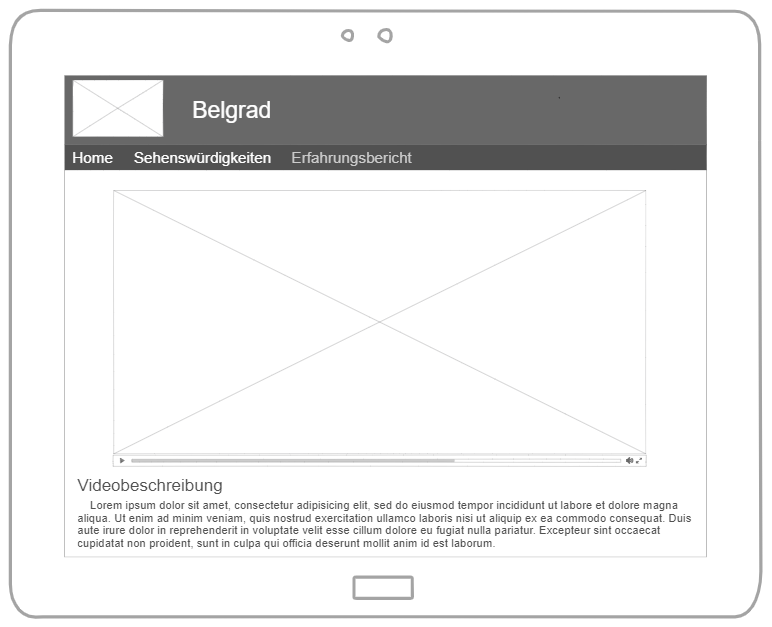 Belgrad
Home Sehenswürdigkeiten Erfahrungsbericht
Videobeschreibung
Lorem ipsum dolor sit amet, consectetur adipisicing elit, sed do eiusmod tempor incididunt ut labore et dolore magna
aliqua. Ut enim ad minim veniam, quis nostrud exercitation ullamco laboris nisi ut aliquip ex ea commodo consequat. Duis
aute irure dolor in reprehenderit in voluptate velit esse cillum dolore eu fugiat nulla pariatur. Excepteur sint occaecat
cupidatat non proident, sunt in culpa qui officia deserunt mollit anim id est laborum.